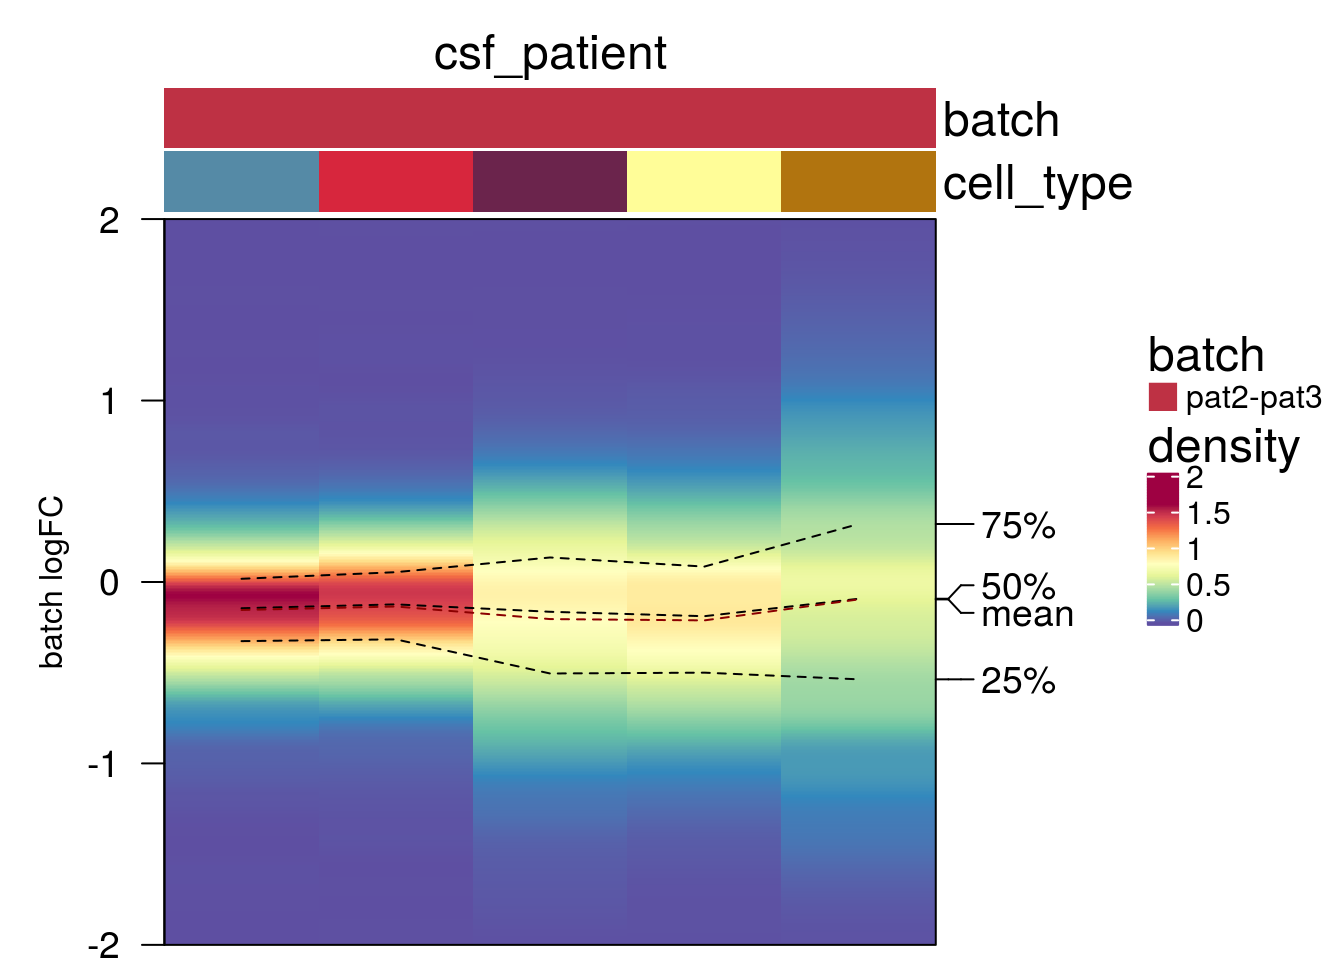 csf_patient
batch
cell_type
2
1
0
-1
-2
batch logFC
75%
50%
mean
25%
batch
pat2-pat3
density
2
1.5
1
0.5
0